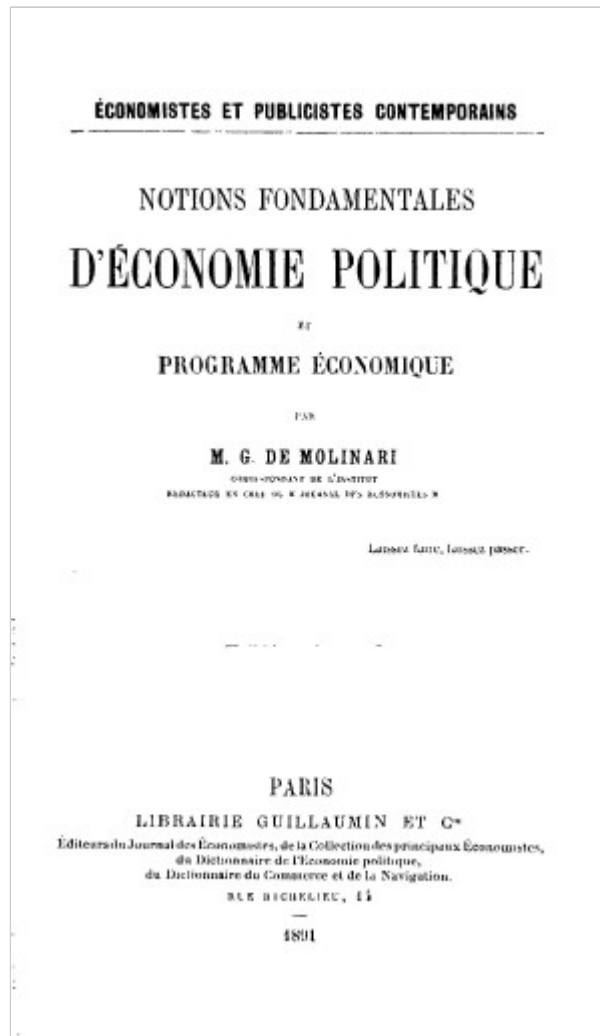 ÉCONOMISTES ET PUBLICISTES CONTEMPORAINS
NOTIONS FONDAMENTALES
D'ÉCONOMIE POLITIQUE
ET
PROGRAMME ÉCONOMIQUE
PAR
M. G. DE MOLINARI
CORRESPONDANT DE L'INSTITUT
RÉDACTEUR EN CHEF DU « JOURNAL DES ÉCONOMISTES »
Laissez faire, laissez passer.
PARIS
LIBRAIRIE GUILLAUMIN ET Cie
Éditeurs du Journal des Économistes, de la Collection des principaux Économistes,
du Dictionnaire de l'Économie politique,
du Dictionnaire du Commerce et de la Navigation.
RUE RICHELIEU, 14
1891